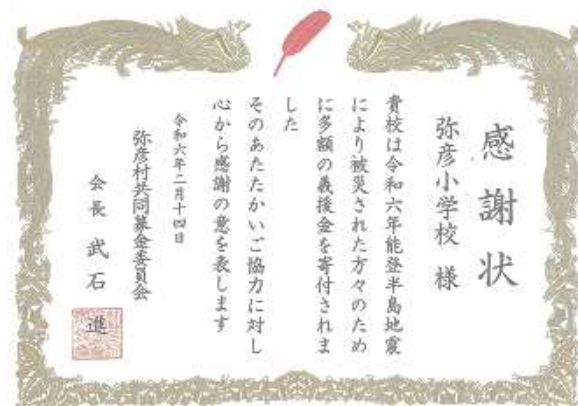 感謝状
弥彦小学校 様
貴校は令和六年能登半島地震
により被災された方々のため
に多額の義援金を寄付されま
した
そのあたたかいご協力に対し
心から感謝の意を表します
令和六年二月十四日
弥彦村共同募金委員会
会長 武石 進